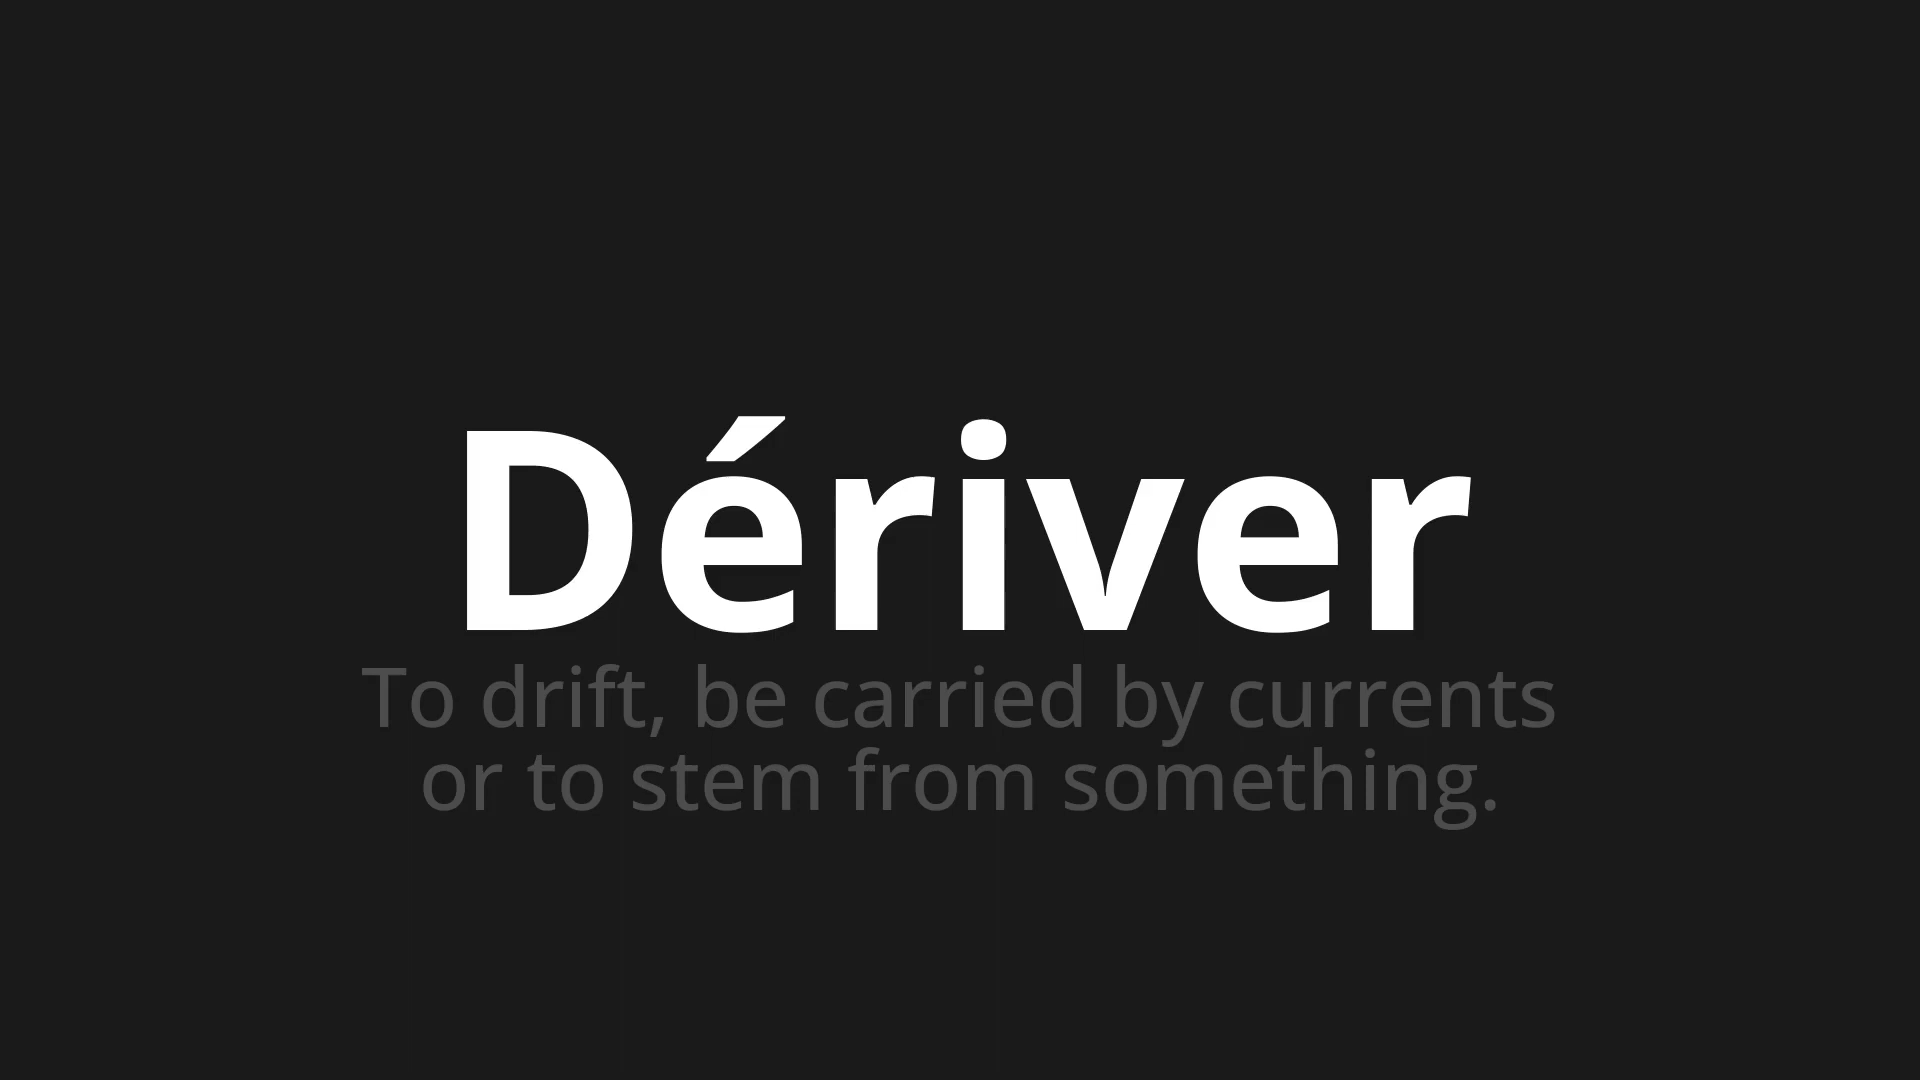 Dériver
To drift, be carried by currents
or to stem from something.